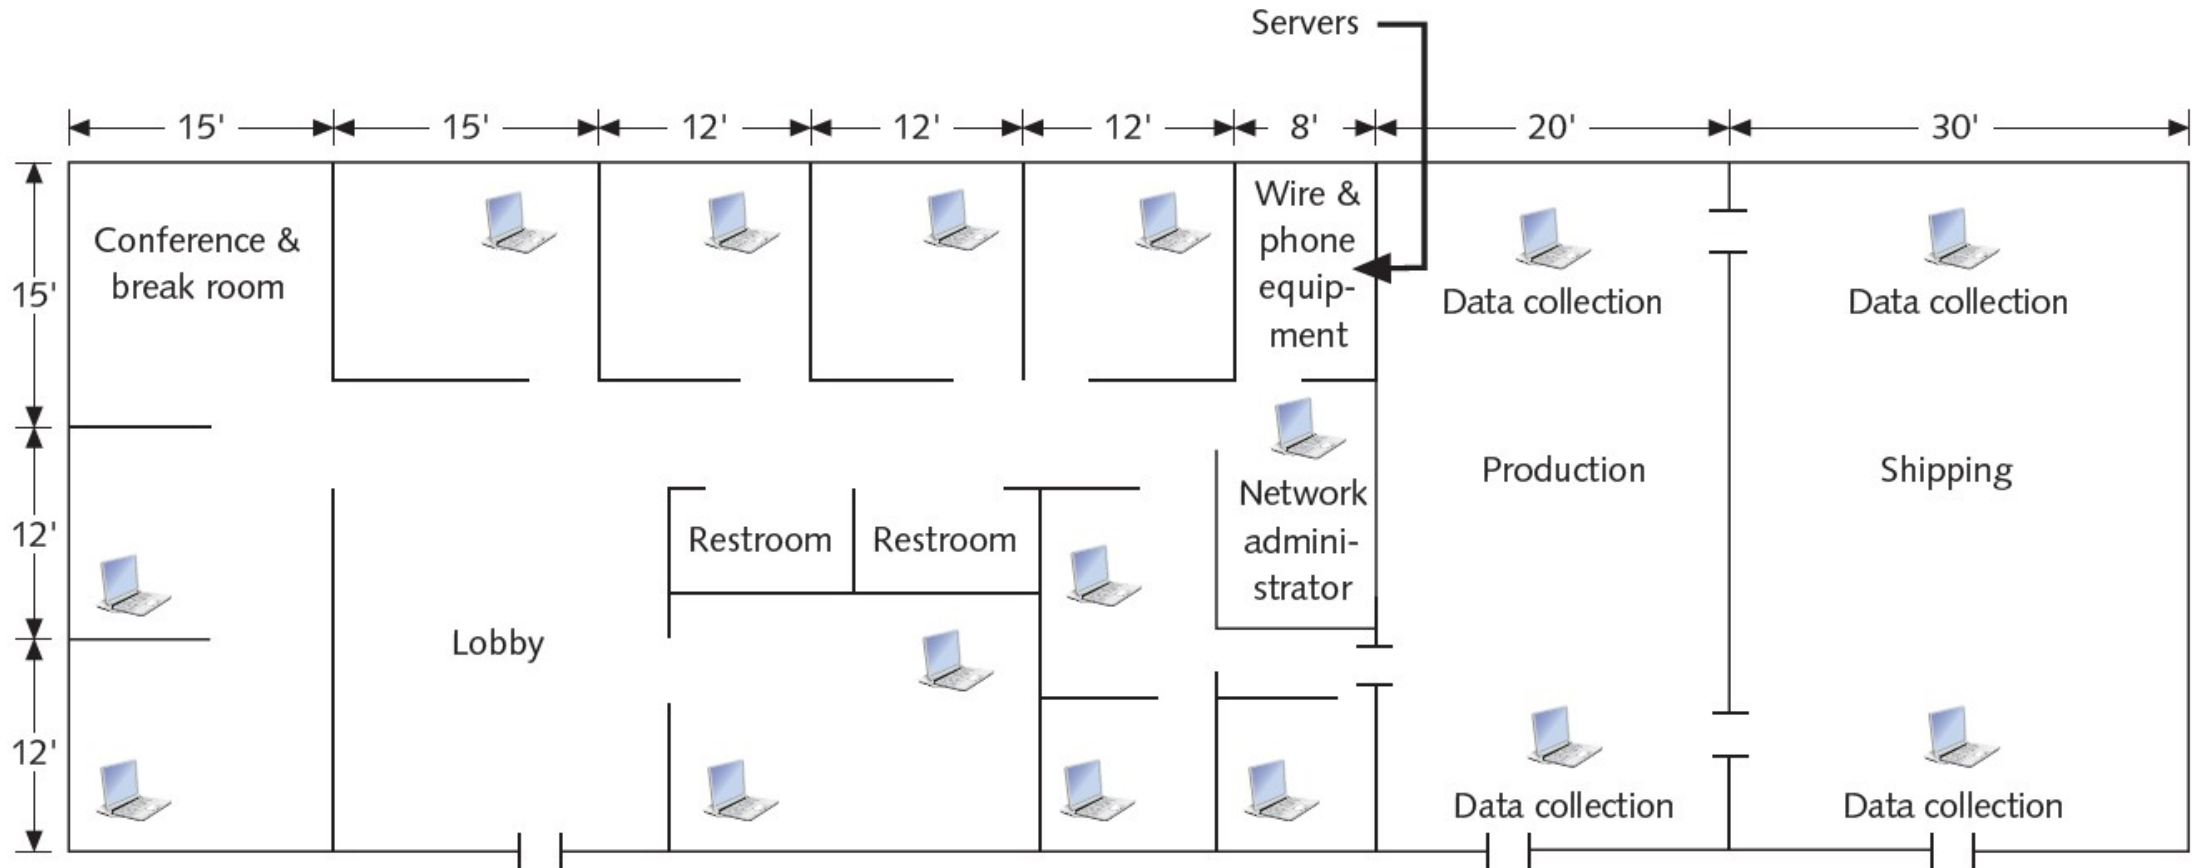 Servers
15'
15'
12'
12'
12'
8'
20'
30'
15'
12'
12'
Conference &
break room
Wire &
phone
equip-
ment
Data collection
Data collection
Network
admini-
strator
Production
Shipping
Restroom
Restroom
Lobby
Data collection
Data collection